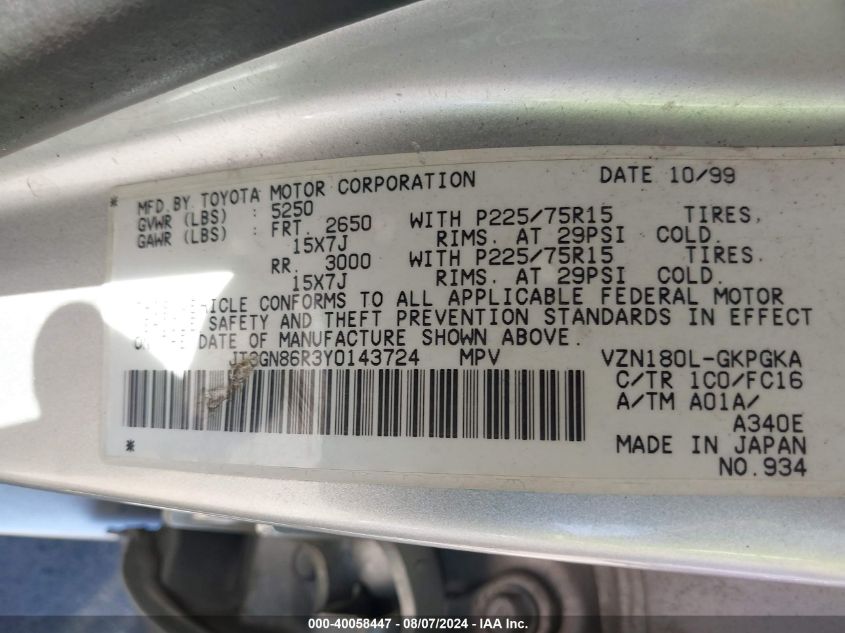 MFD.BY TOYOTA MOTOR CORPORATION DATE 10/99
GVWR (LBS) : 5250
GAWR (LBS) : FRT. 2650 WITH P225/75R15 TIRES,
15X7J RIMS, AT 29PSI COLD.
RR. 3000 WITH P225/75R15 TIRES,
15X7J RIMS, AT 29PSI COLD.
VEHICLE CONFORMS TO ALL APPLICABLE FEDERAL MOTOR
SAFETY AND THEFT PREVENTION STANDARDS IN EFFECT
DATE OF MANUFACTURE SHOWN ABOVE.
JT3GN86R3Y0143724 MPV VZN180L-GKPGKA
C/TR 1C0/FC16
A/TM A01A/
A340E
MADE IN JAPAN
NO.934
000-40058447 - 08/07/2024 - IAA Inc.